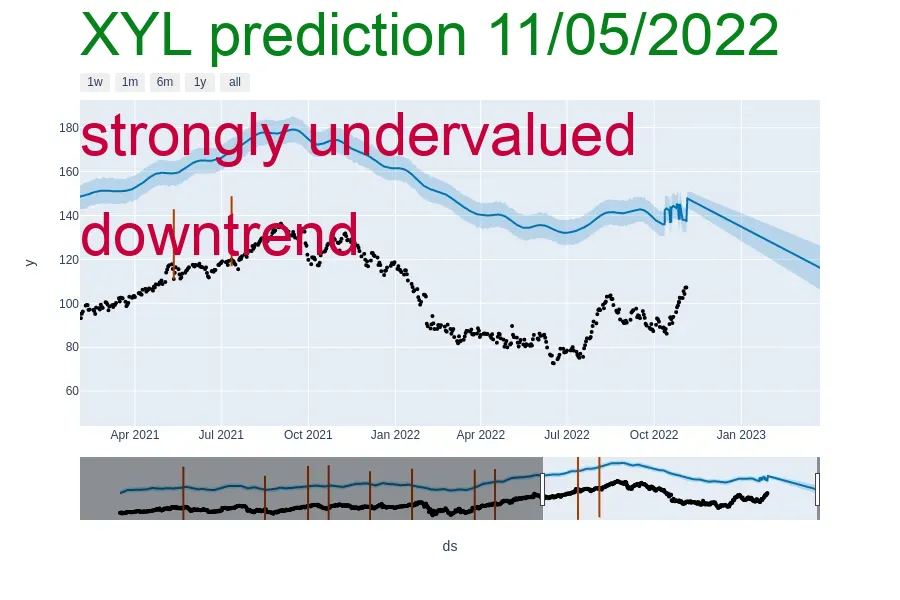 XYL prediction 11/05/2022
1w 1m 6m 1y all
strongly undervalued
downtrend
180
160
140
120
100
80
60
y
Apr 2021 Jul 2021 Oct 2021 Jan 2022 Apr 2022 Jul 2022 Oct 2022 Jan 2023
ds